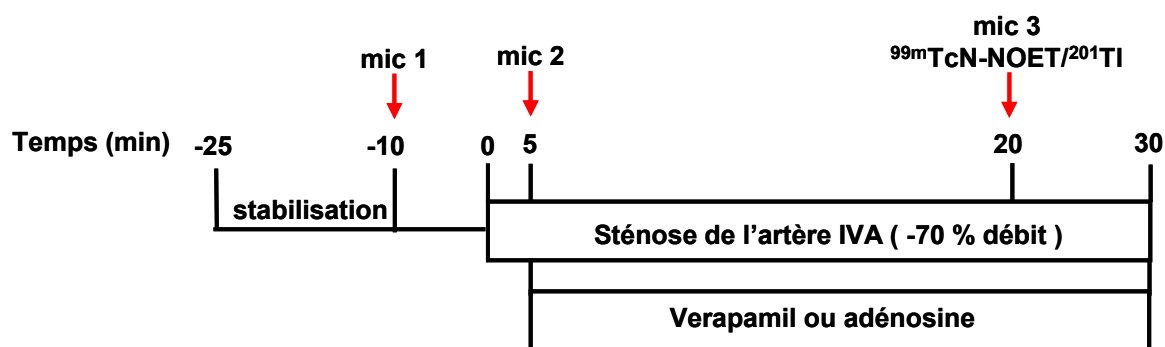 mic 3
mic 1
mic 2
⁹⁹ᵐTcN-NOET/²⁰¹Tl
Temps (min)
-25
-10
0
5
20
30
stabilisation
Sténose de l’artère IVA ( -70 % débit )
Verapamil ou adénosine